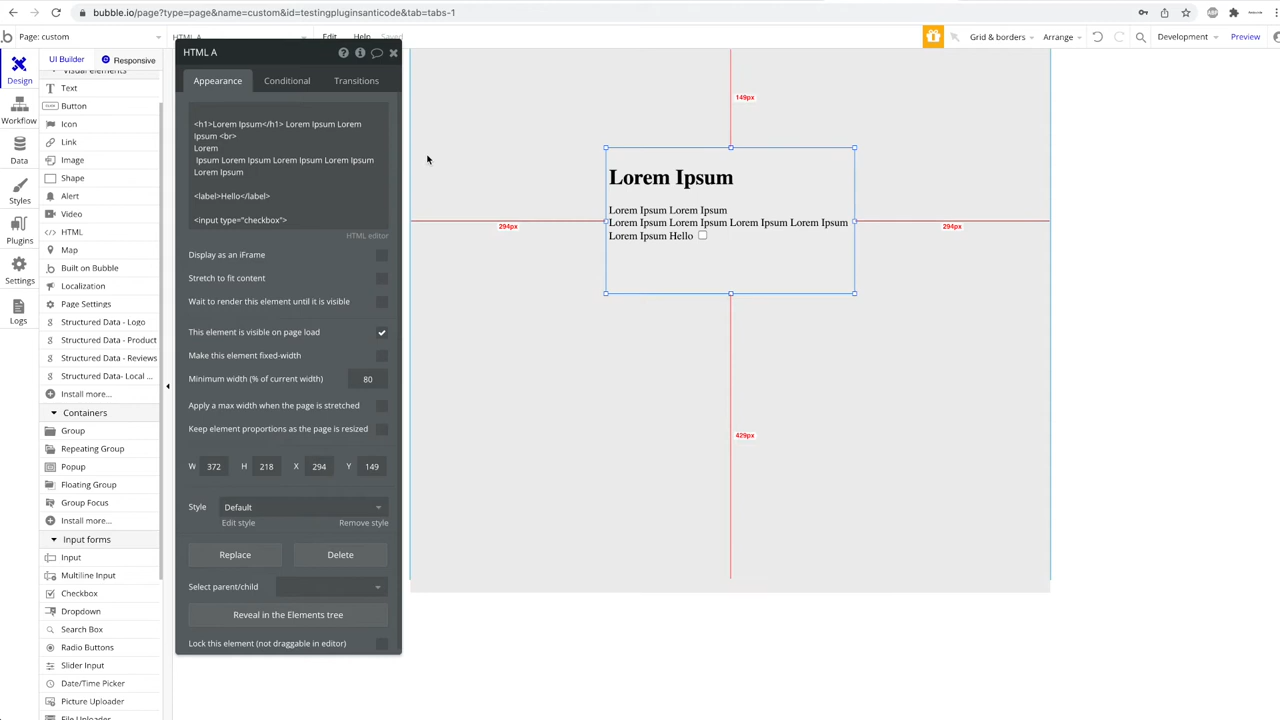 bubble.io/page?type=page&name=custom&id=testingpluginsanticode&tab=tabs-1
Page: custom
HTML A
Edit
Help
Saved
Grid & borders
Arrange
Development
Preview
UI Builder
Responsive
Design
Workflow
Data
Styles
Plugins
Settings
Logs
Visual elements
Text
Button
Icon
Link
Image
Shape
Alert
Video
HTML
Map
Built on Bubble
Localization
Page Settings
Structured Data - Logo
Structured Data - Product
Structured Data - Reviews
Structured Data- Local ...
Install more...
Containers
Group
Repeating Group
Popup
Floating Group
Group Focus
Install more...
Input forms
Input
Multiline Input
Checkbox
Dropdown
Search Box
Radio Buttons
Slider Input
Date/Time Picker
Picture Uploader
File Uploader
HTML A
Appearance
Conditional
Transitions
<h1>Lorem Ipsum</h1> Lorem Ipsum Lorem
Ipsum <br>
Lorem
Ipsum Lorem Ipsum Lorem Ipsum Lorem Ipsum
Lorem Ipsum
<label>Hello</label>
<input type="checkbox">
HTML editor
Display as an iFrame
Stretch to fit content
Wait to render this element until it is visible
This element is visible on page load
Make this element fixed-width
Minimum width (% of current width) 80
Apply a max width when the page is stretched
Keep element proportions as the page is resized
W 372 H 218 X 294 Y 149
Style Default
Edit style Remove style
Replace Delete
Select parent/child
Reveal in the Elements tree
Lock this element (not draggable in editor)
149px
Lorem Ipsum
Lorem Ipsum Lorem Ipsum
Lorem Ipsum Lorem Ipsum Lorem Ipsum Lorem Ipsum
Lorem Ipsum Hello
294px
294px
429px